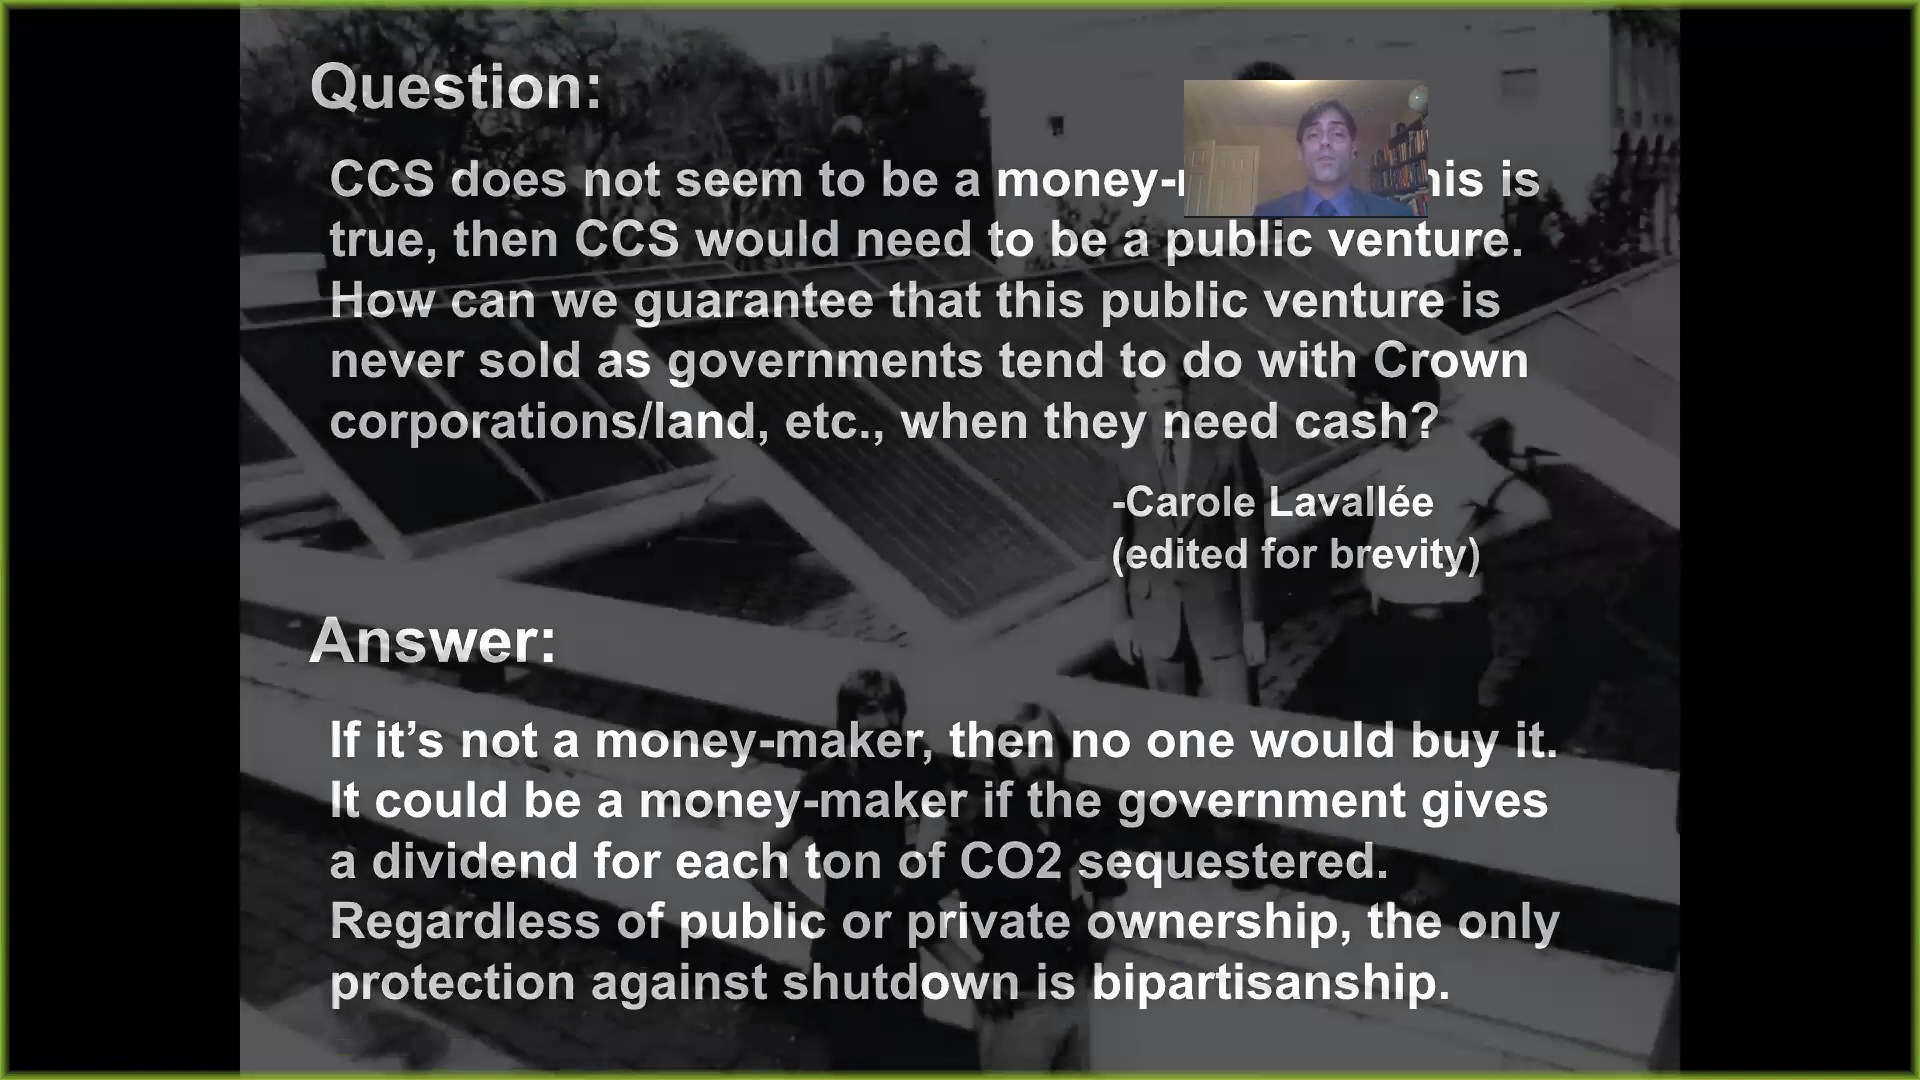 Question:
CCS does not seem to be a money- his is
true, then CCS would need to be a public venture.
How can we guarantee that this public venture is
never sold as governments tend to do with Crown
corporations/land, etc., when they need cash?
-Carole Lavallée
(edited for brevity)
Answer:
If it’s not a money-maker, then no one would buy it.
It could be a money-maker if the government gives
a dividend for each ton of CO2 sequestered.
Regardless of public or private ownership, the only
protection against shutdown is bipartisanship.